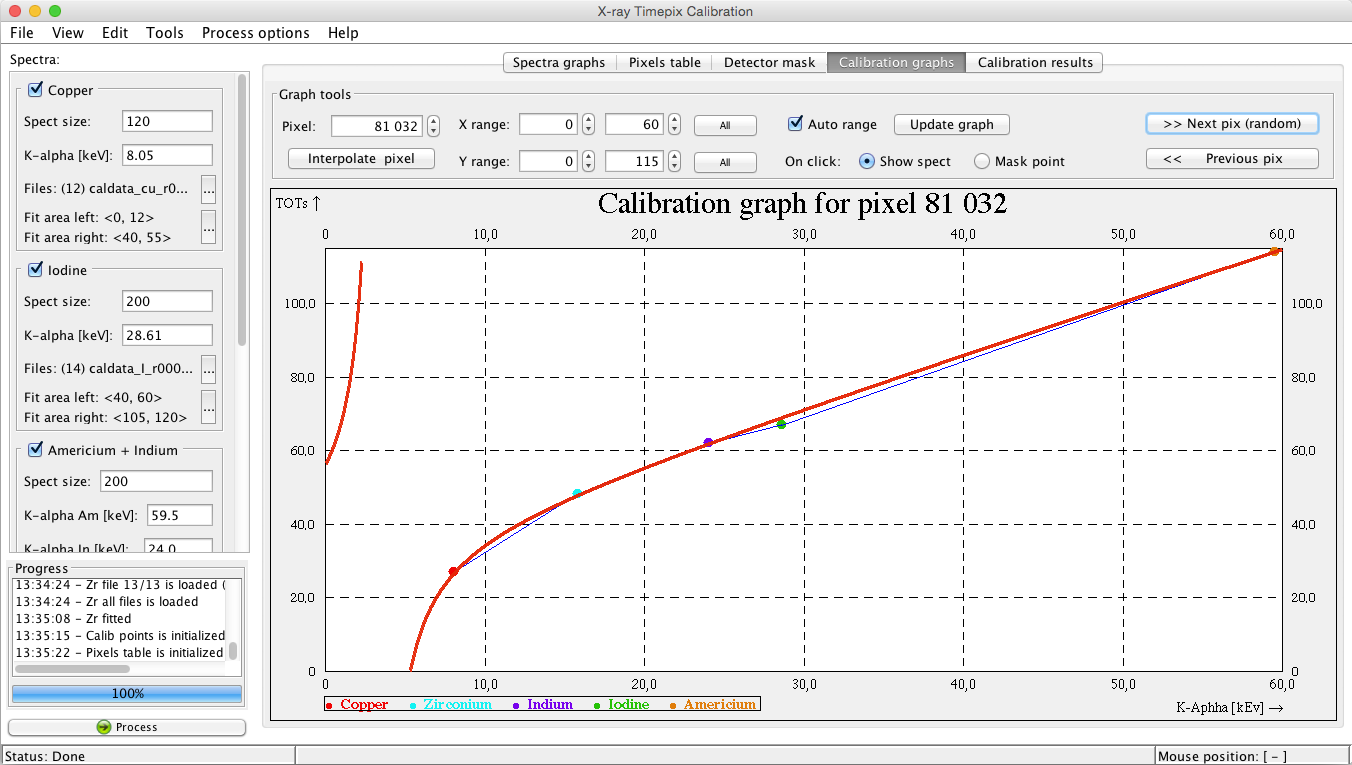 X-ray Timepix Calibration
File View Edit Tools Process options Help
Spectra:
Copper
Spect size: 120
K-alpha [keV]: 8.05
Files: (12) caldata_cu_r0... ...
Fit area left: <0, 12>
Fit area right: <40, 55> ...
Iodine
Spect size: 200
K-alpha [keV]: 28.61
Files: (14) caldata_I_r000... ...
Fit area left: <40, 60>
Fit area right: <105, 120> ...
Americium + Indium
Spect size: 200
K-alpha Am [keV]: 59.5
K-alpha In [keV]: 24.0
Progress
13:34:24 - Zr file 13/13 is loaded (
13:34:24 - Zr all files is loaded
13:35:08 - Zr fitted
13:35:15 - Calib points is initialized
13:35:22 - Pixels table is initialized
100%
Process
Spectra graphs Pixels table Detector mask Calibration graphs Calibration results
Graph tools
Pixel: 81 032 X range: 0 60 All Auto range Update graph >> Next pix (random)
Interpolate pixel Y range: 0 115 All On click: Show spect Mask point << Previous pix
TOTs ↑ Calibration graph for pixel 81 032
0 10,0 20,0 30,0 40,0 50,0 60,0
100,0 100,0
80,0 80,0
60,0 60,0
40,0 40,0
20,0 20,0
0 0
0 10,0 20,0 30,0 40,0 50,0 60,0
Copper Zirconium Indium Iodine Americium K-Aphha [kEv] →
Status: Done Mouse position: [ - ]